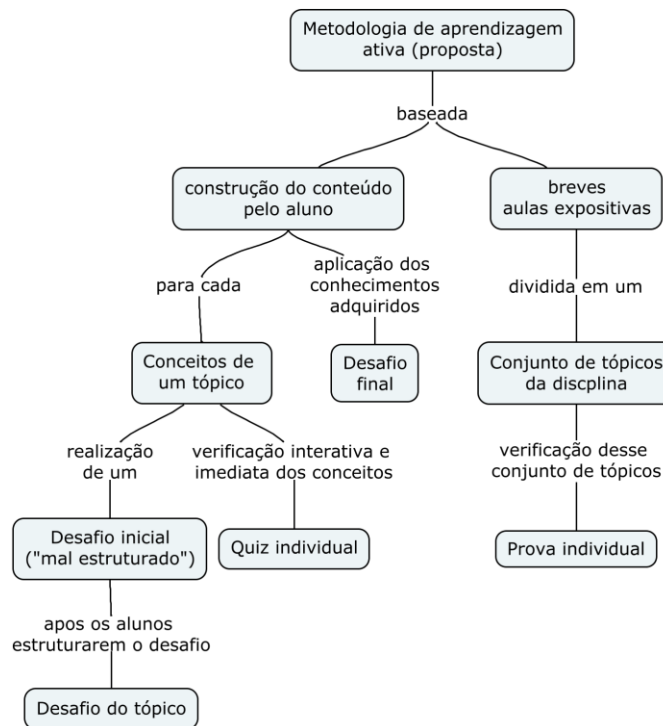 Metodologia de aprendizagem
ativa (proposta)
baseada
construção do conteúdo
pelo aluno
breves
aulas expositivas
para cada
aplicação dos
conhecimentos
adquiridos
dividida em um
Conceitos de
um tópico
Desafio
final
Conjunto de tópicos
da discplina
realização
de um
verificação interativa e
imediata dos conceitos
verificação desse
conjunto de tópicos
Desafio inicial
("mal estruturado")
Quiz individual
Prova individual
apos os alunos
estruturarem o desafio
Desafio do tópico